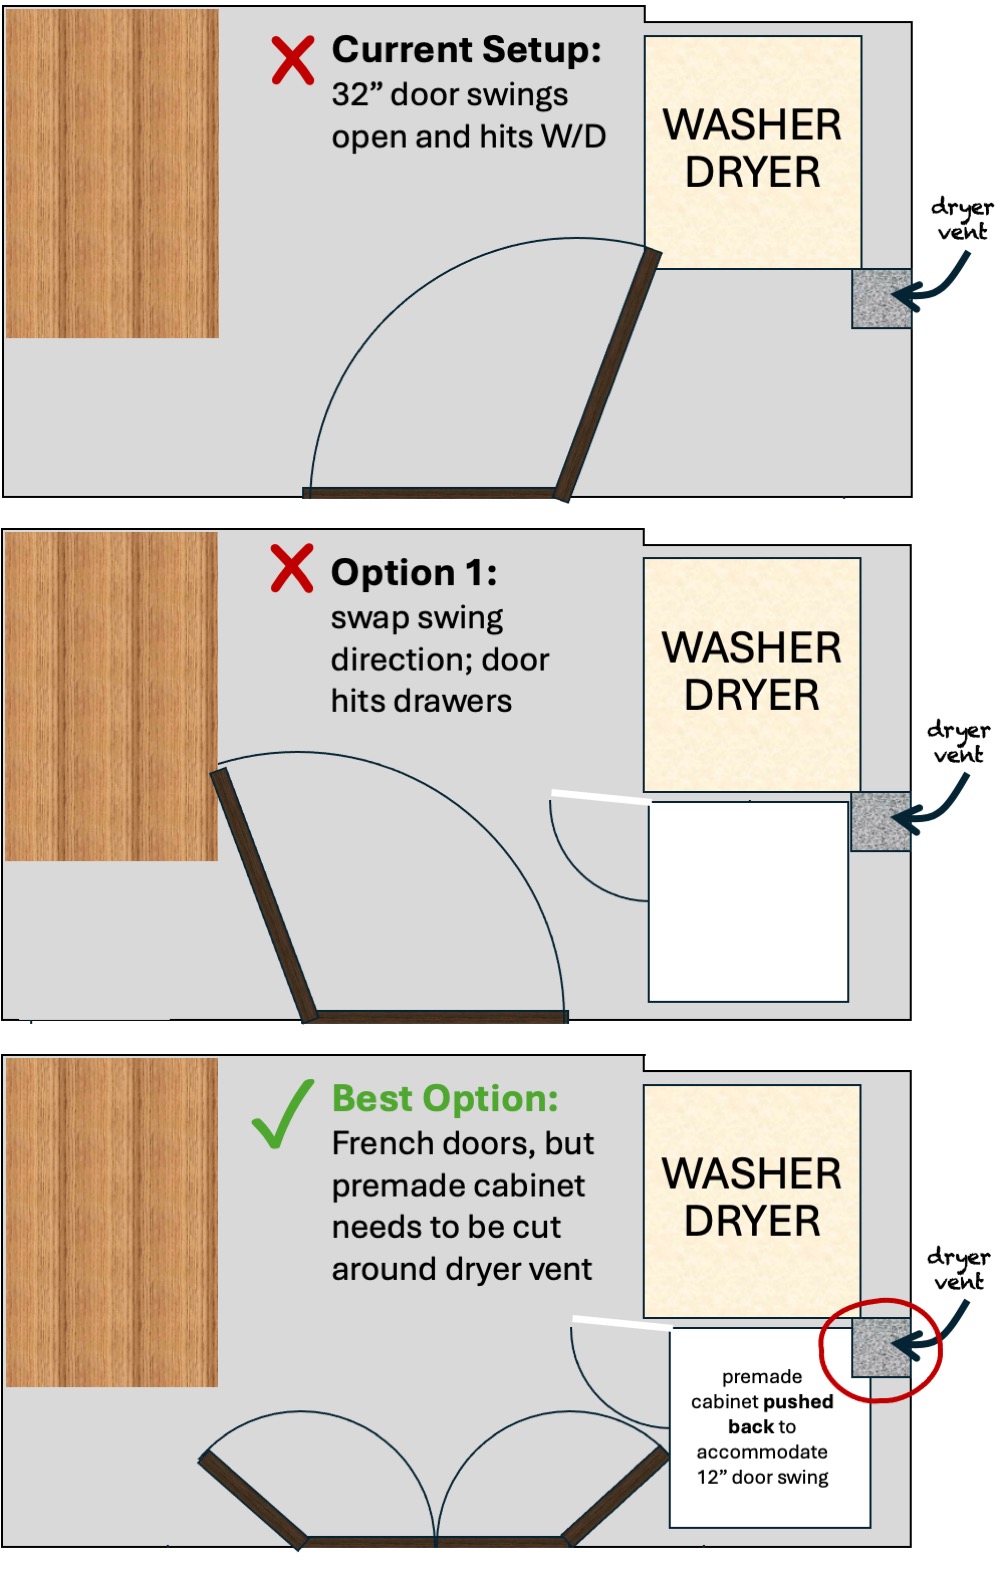 Current Setup:
32” door swings
open and hits W/D
WASHER
DRYER
dryer
vent
Option 1:
swap swing
direction; door
hits drawers
WASHER
DRYER
dryer
vent
Best Option:
French doors, but
premade cabinet
needs to be cut
around dryer vent
WASHER
DRYER
dryer
vent
premade
cabinet pushed
back to
accommodate
12” door swing